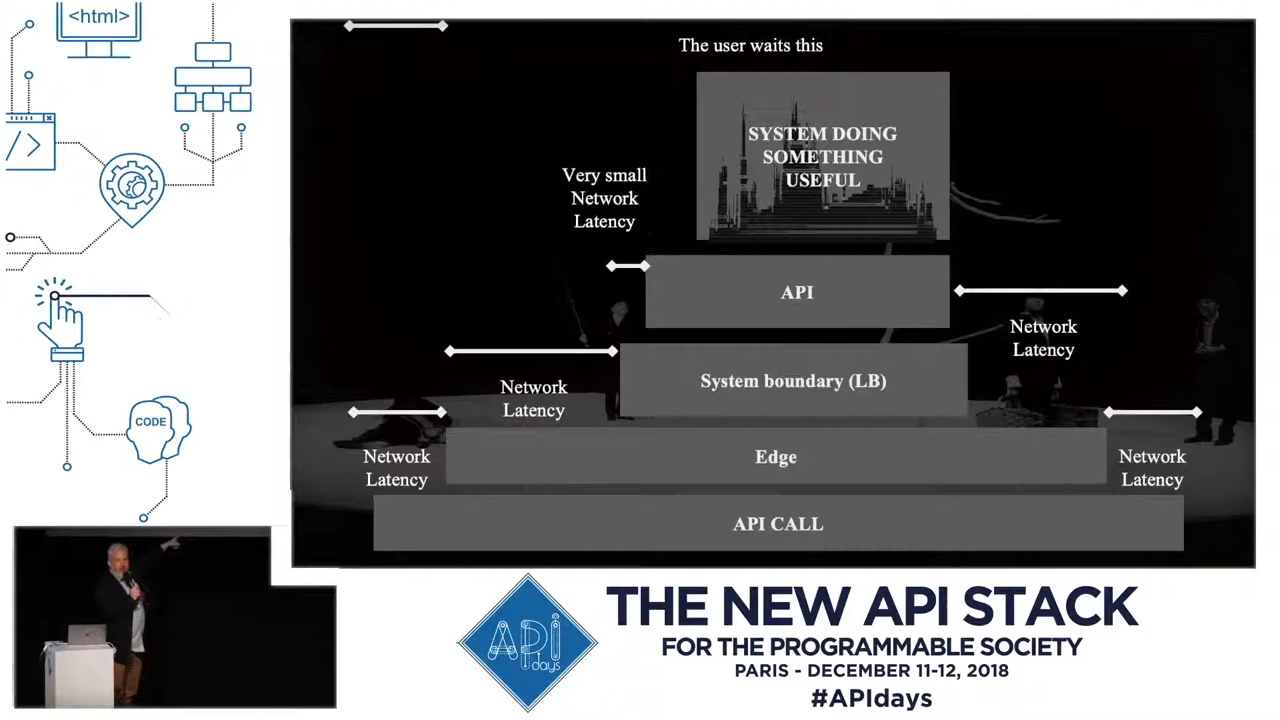 <html>
</>
CODE
The user waits this
SYSTEM DOING
SOMETHING
USEFUL
Very small
Network
Latency
API
Network
Latency
System boundary (LB)
Network
Latency
Edge
Network
Latency
Network
Latency
API CALL
API
days
THE NEW API STACK
FOR THE PROGRAMMABLE SOCIETY
PARIS - DECEMBER 11-12, 2018
#APIdays